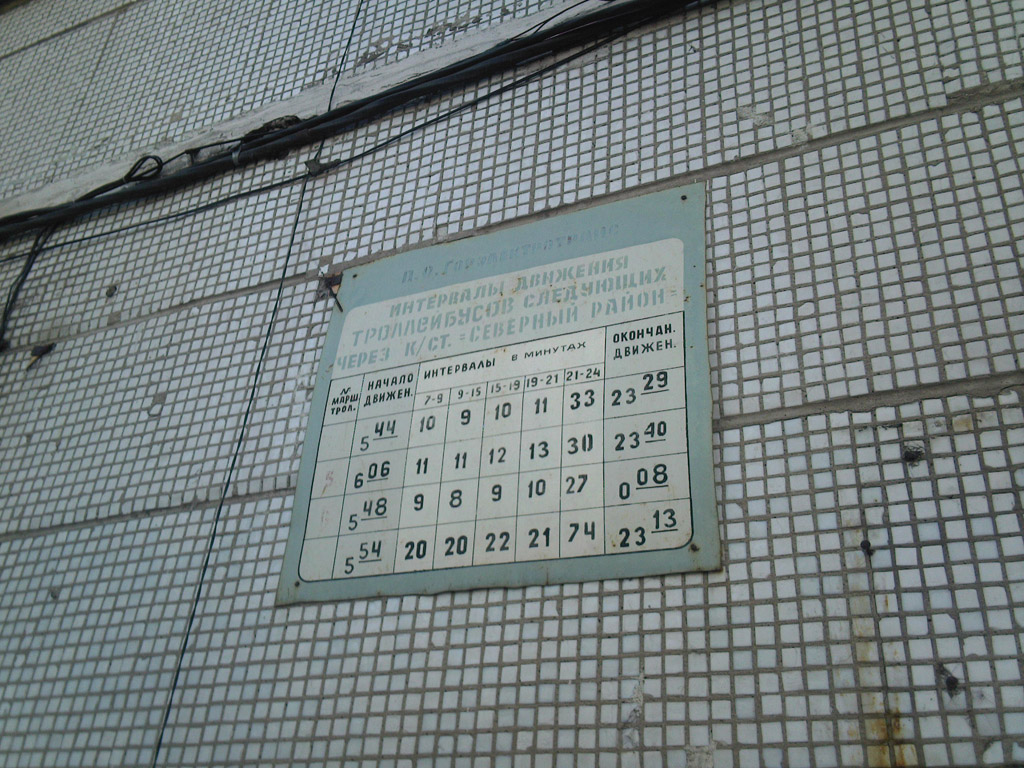 ИНТЕРВАЛЫ ДВИЖЕНИЯ
ТРОЛЛЕЙБУСОВ СЛЕДУЮЩИХ
ЧЕРЕЗ К/СТ. "СЕВЕРНЫЙ РАЙОН"
№ МАРШ. ТРОЛ. НАЧАЛО ДВИЖЕН. ИНТЕРВАЛЫ В МИНУТАХ ОКОНЧАН. ДВИЖЕН.
7-9 9-15 15-19 19-21 21-24
5 44 10 9 10 11 33 23 29
6 06 11 11 12 13 30 23 40
5 48 9 8 9 10 27 0 08
5 54 20 20 22 21 74 23 13